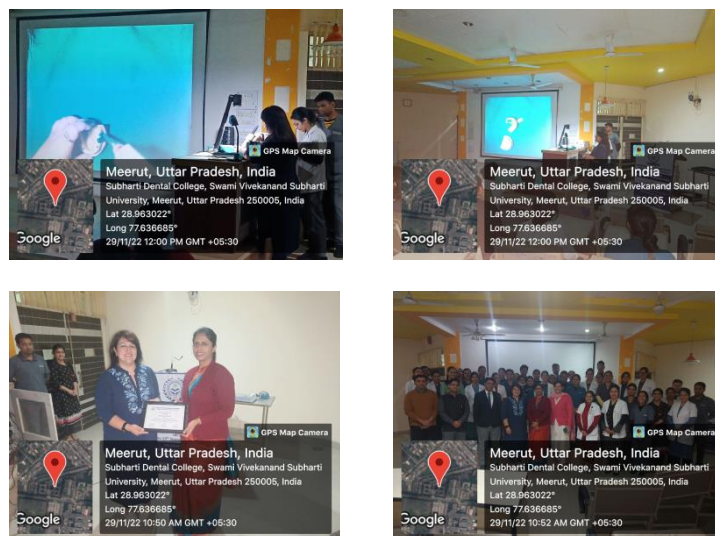 GPS Map Camera
Meerut, Uttar Pradesh, India
Subharti Dental College, Swami Vivekanand Subharti
University, Meerut, Uttar Pradesh 250005, India
Lat 28.963022°
Long 77.636685°
29/11/22 12:00 PM GMT +05:30
Google
GPS Map Camera
Meerut, Uttar Pradesh, India
Subharti Dental College, Swami Vivekanand Subharti
University, Meerut, Uttar Pradesh 250005, India
Lat 28.963022°
Long 77.636685°
29/11/22 12:00 PM GMT +05:30
Google
GPS Map Camera
Meerut, Uttar Pradesh, India
Subharti Dental College, Swami Vivekanand Subharti
University, Meerut, Uttar Pradesh 250005, India
Lat 28.963022°
Long 77.636685°
29/11/22 10:50 AM GMT +05:30
Google
GPS Map Camera
Meerut, Uttar Pradesh, India
Subharti Dental College, Swami Vivekanand Subharti
University, Meerut, Uttar Pradesh 250005, India
Lat 28.963022°
Long 77.636685°
29/11/22 10:52 AM GMT +05:30
Google